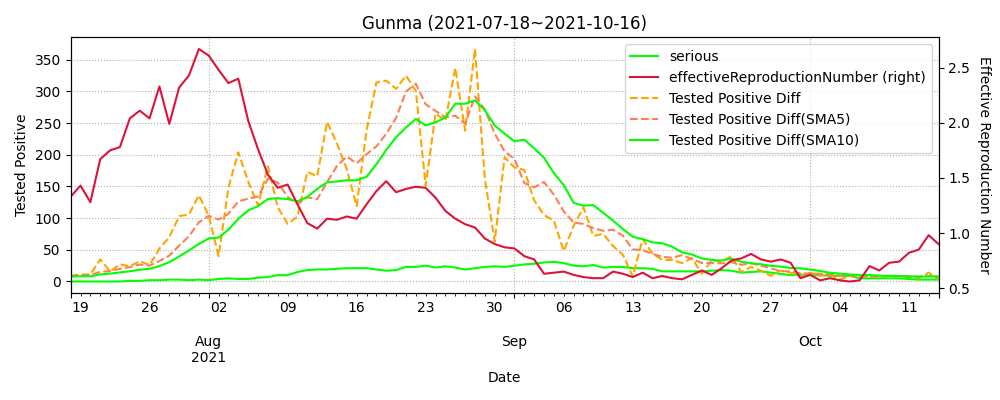 Gunma (2021-07-18~2021-10-16)
serious
effectiveReproductionNumber (right)
Tested Positive Diff
Tested Positive Diff(SMA5)
Tested Positive Diff(SMA10)
Tested Positive
350
300
250
200
150
100
50
0
2.5
2.0
1.5
1.0
0.5
Effective Reproduction Number
19 26 02 09 16 23 30 06 13 20 27 04 11
Aug Sep Oct
2021
Date